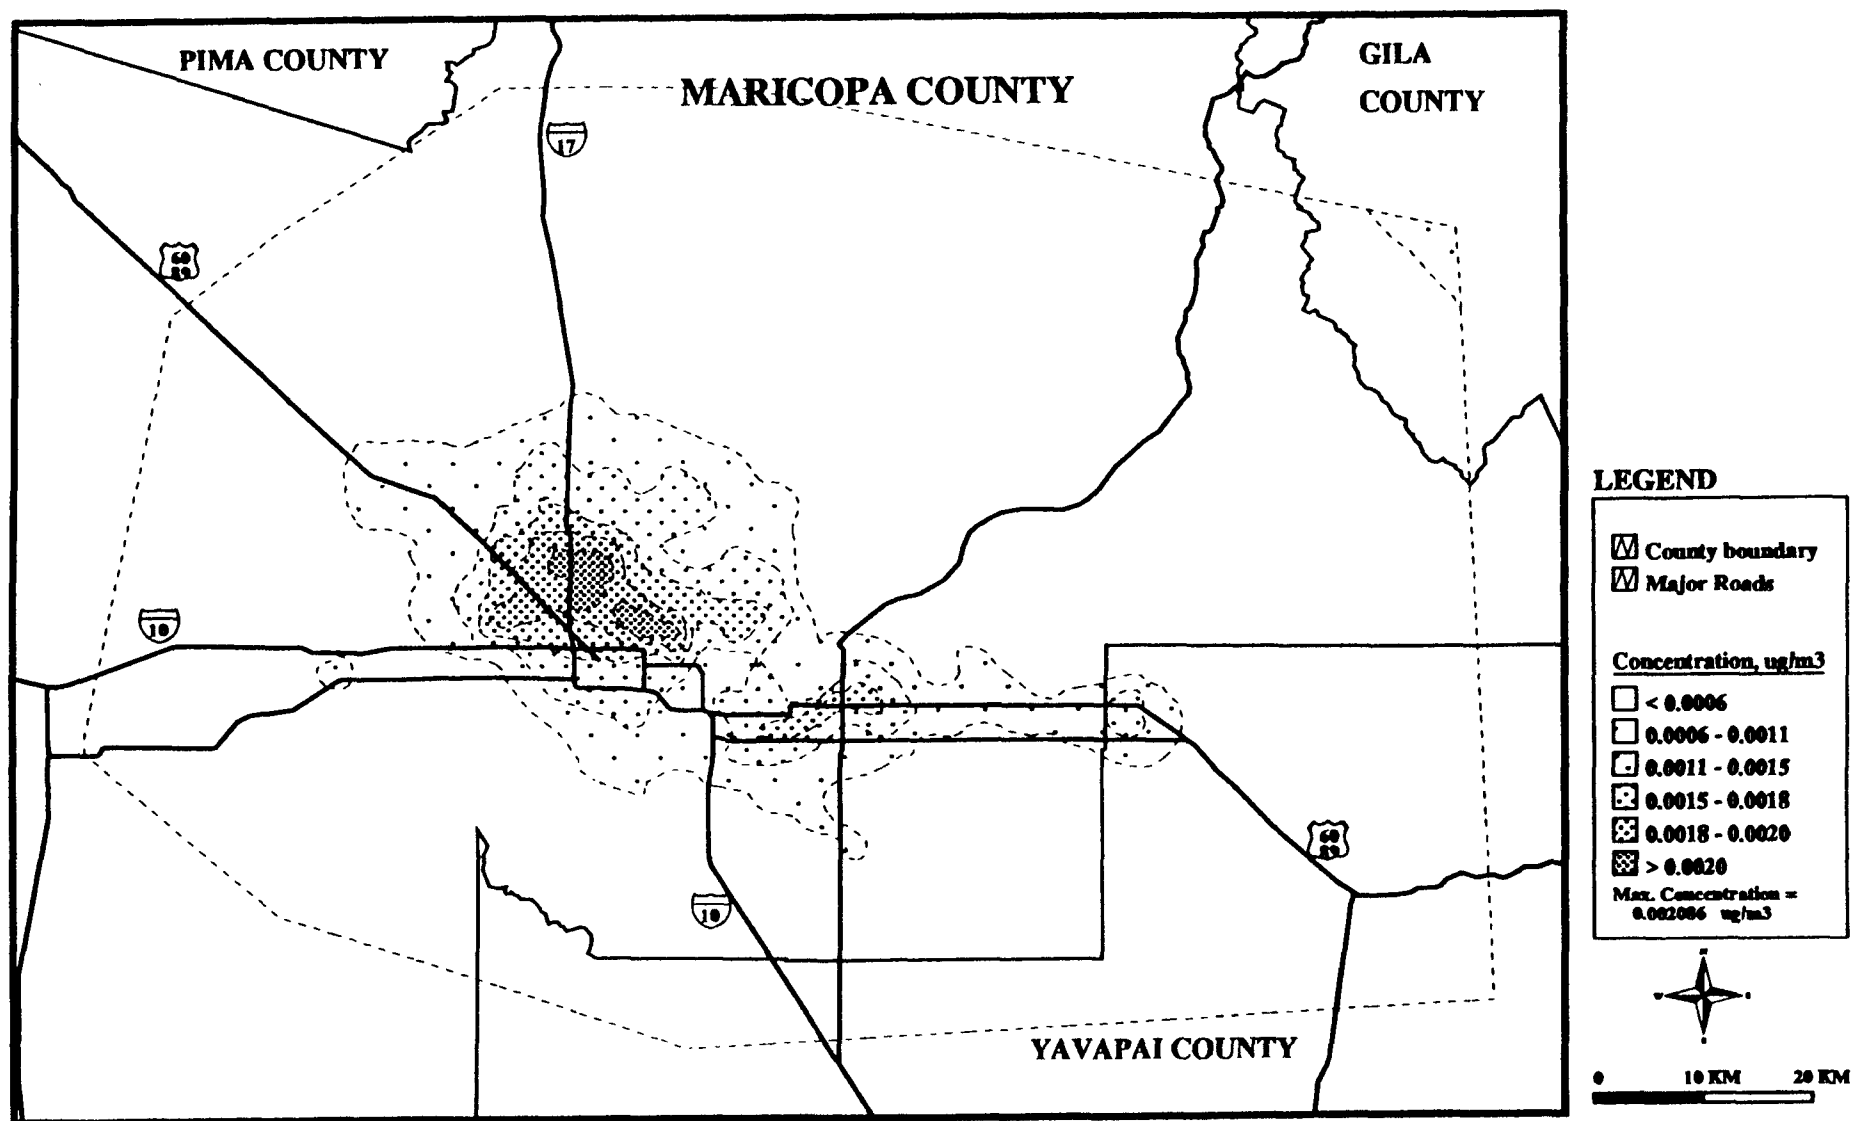 PIMA COUNTY
MARICOPA COUNTY
GILA
COUNTY
17
60
89
10
LEGEND
County boundary
Major Roads
Concentration, ug/m3
< 0.0006
0.0006 - 0.0011
0.0011 - 0.0015
0.0015 - 0.0018
0.0018 - 0.0020
> 0.0020
Max. Concentration =
0.002086 ug/m3
60
89
10
YAVAPAI COUNTY
0 10 KM 20 KM